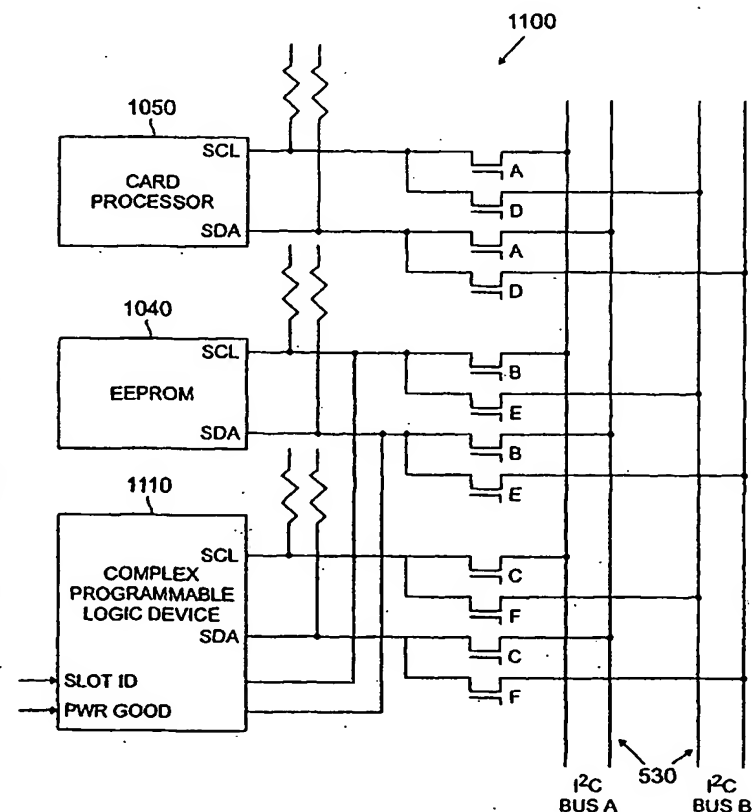 1100
1050
SCL
CARD
PROCESSOR
SDA
A
D
A
D
1040
SCL
EEPROM
SDA
B
E
B
E
1110
SCL
COMPLEX
PROGRAMMABLE
LOGIC DEVICE
SDA
SLOT ID
PWR GOOD
C
F
C
F
530
I²C
BUS A
I²C
BUS B